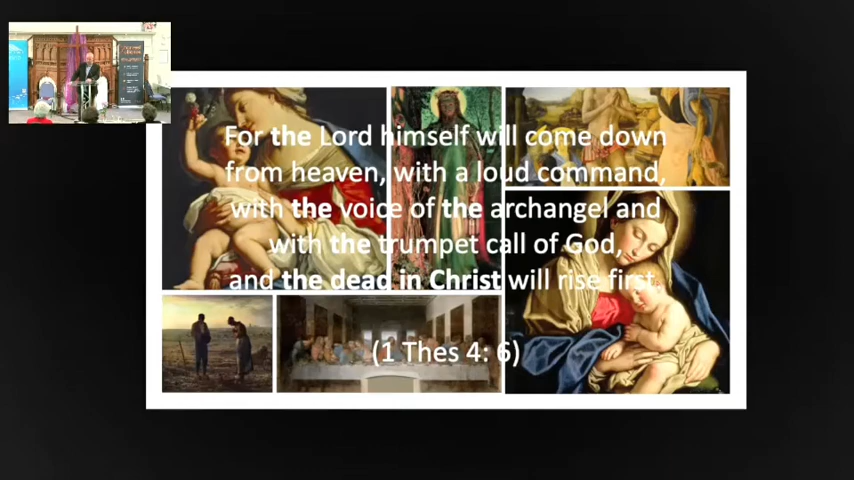 For the Lord himself will come down
from heaven, with a loud command,
with the voice of the archangel and
with the trumpet call of God,
and the dead in Christ will rise first.
(1 Thes 4: 6)